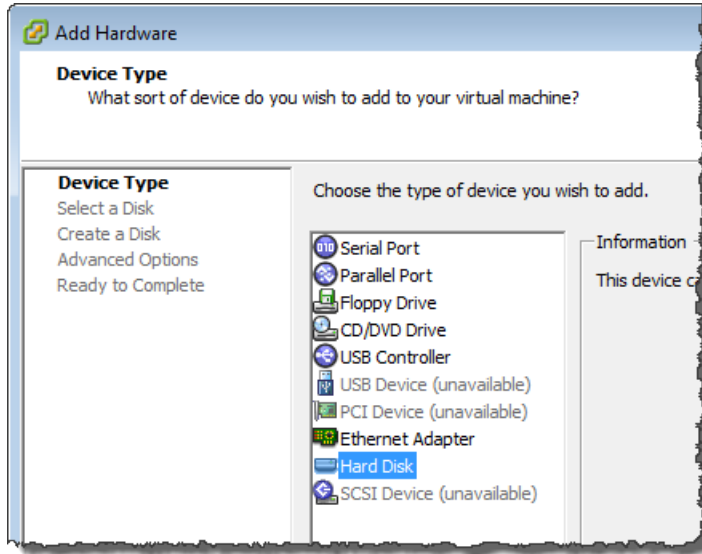 Add Hardware
Device Type
What sort of device do you wish to add to your virtual machine?
Device Type
Select a Disk
Create a Disk
Advanced Options
Ready to Complete
Choose the type of device you wish to add.
Serial Port
Parallel Port
Floppy Drive
CD/DVD Drive
USB Controller
USB Device (unavailable)
PCI Device (unavailable)
Ethernet Adapter
Hard Disk
SCSI Device (unavailable)
Information
This device